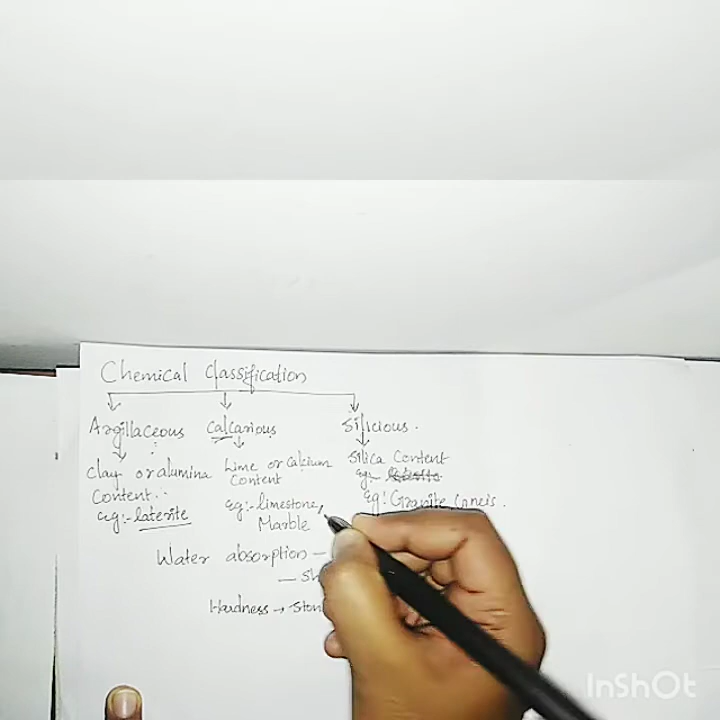 Chemical Classification
Argillaceous Calcarious Silicious.
Clay or alumina Content..
eg:- laterite
Lime or Calcium Content
eg:- limestone,
Marble
Silica Content
eg:-
Eg! Granite
Water absorption –
–
Hardness → Ston
InShOt